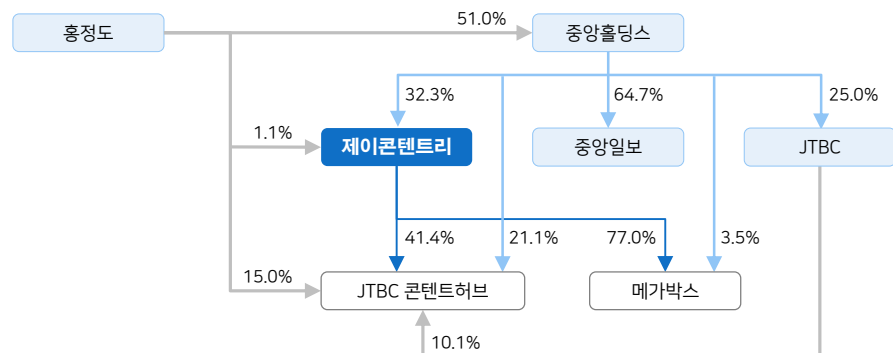 51.0%
홍정도
중앙홀딩스
32.3%
64.7%
25.0%
1.1%
제이콘텐트리
중앙일보
JTBC
41.4%
21.1%
77.0%
3.5%
15.0%
JTBC 콘텐트허브
메가박스
10.1%